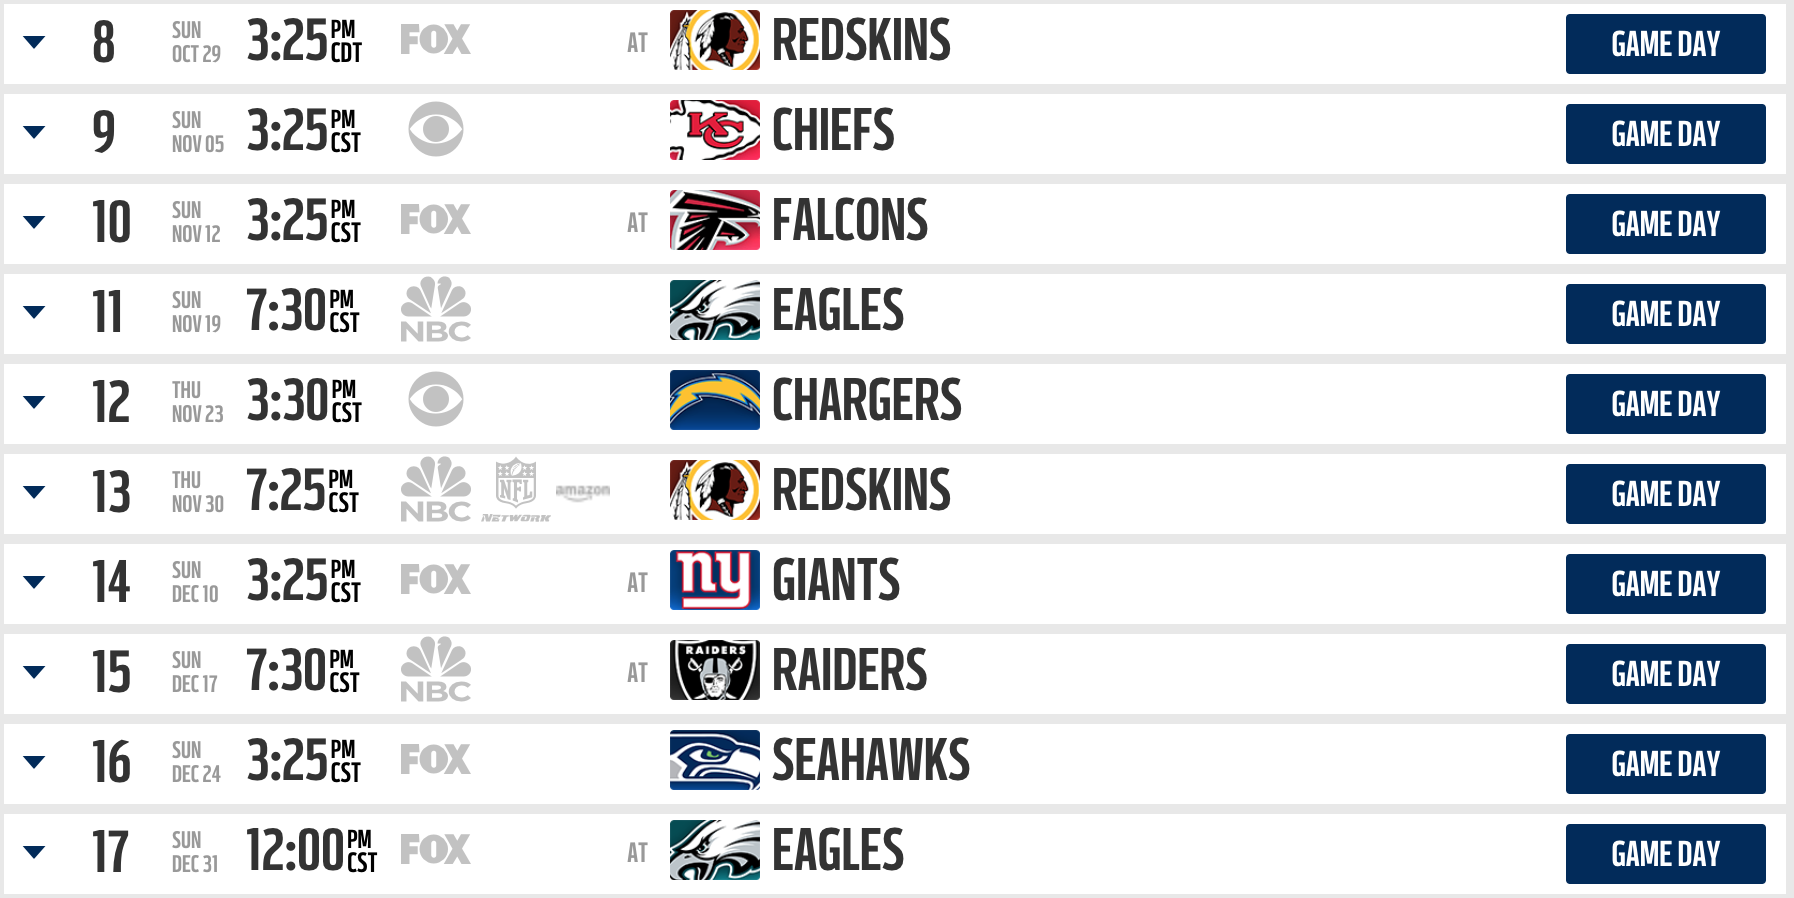 8 SUN OCT 29 3:25 PM CDT FOX AT REDSKINS GAME DAY
9 SUN NOV 05 3:25 PM CST KC CHIEFS GAME DAY
10 SUN NOV 12 3:25 PM CST FOX AT FALCONS GAME DAY
11 SUN NOV 19 7:30 PM CST NBC EAGLES GAME DAY
12 THU NOV 23 3:30 PM CST CHARGERS GAME DAY
13 THU NOV 30 7:25 PM CST NBC NFL NETWORK amazon REDSKINS GAME DAY
14 SUN DEC 10 3:25 PM CST FOX AT ny GIANTS GAME DAY
15 SUN DEC 17 7:30 PM CST NBC AT RAIDERS RAIDERS GAME DAY
16 SUN DEC 24 3:25 PM CST FOX SEAHAWKS GAME DAY
17 SUN DEC 31 12:00 PM CST FOX AT EAGLES GAME DAY